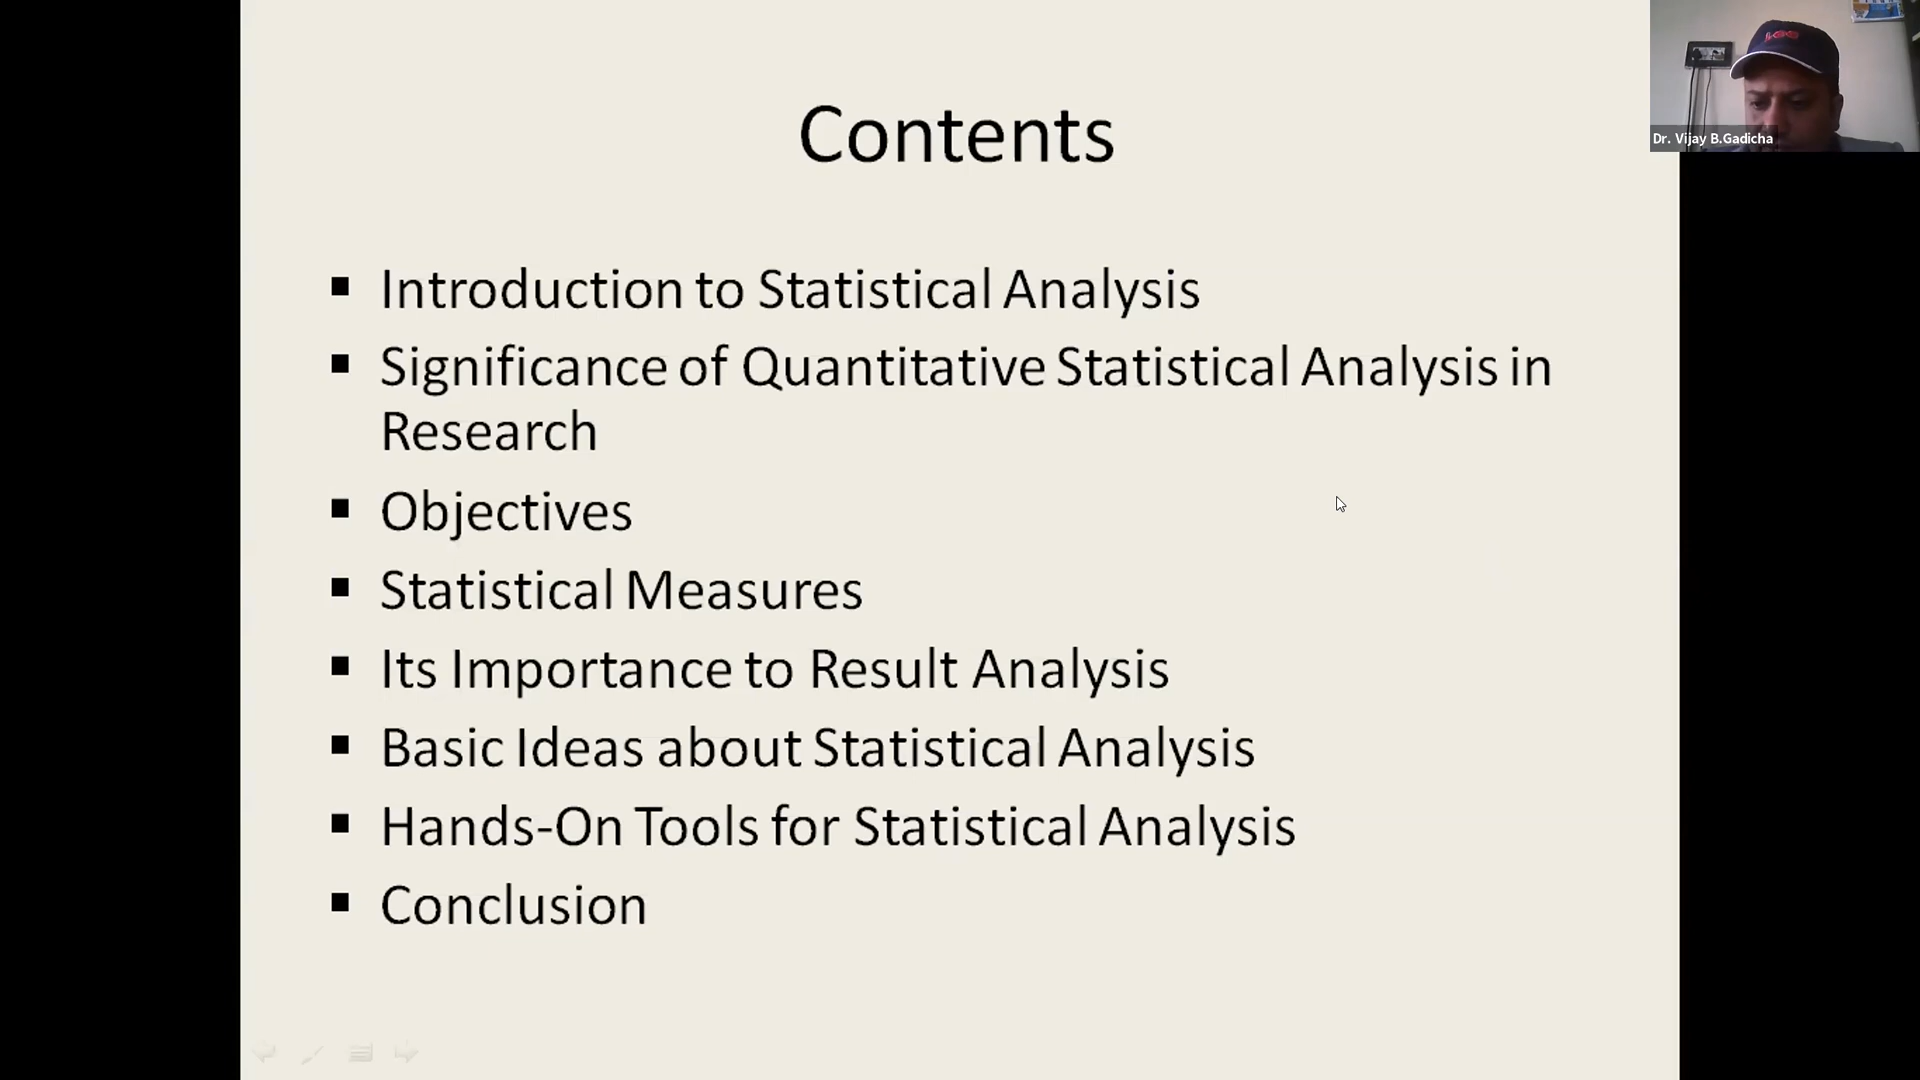 Contents
▪ Introduction to Statistical Analysis
▪ Significance of Quantitative Statistical Analysis in
Research
▪ Objectives
▪ Statistical Measures
▪ Its Importance to Result Analysis
▪ Basic Ideas about Statistical Analysis
▪ Hands-On Tools for Statistical Analysis
▪ Conclusion
Dr. Vijay B.Gadicha